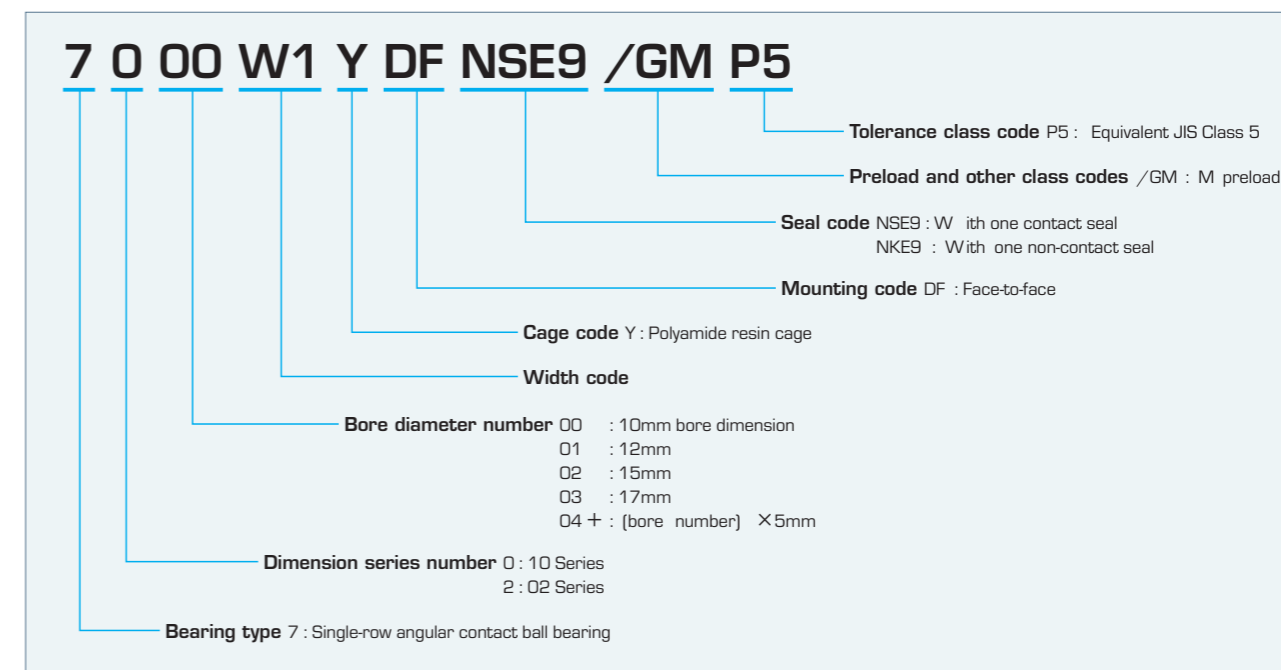 7 0 00 W1 Y DF NSE9 /GM P5
Tolerance class code P5 : Equivalent JIS Class 5
Preload and other class codes /GM : M preload
Seal code NSE9 : W ith one contact seal
NKE9 : With one non-contact seal
Mounting code DF : Face-to-face
Cage code Y : Polyamide resin cage
Width code
Bore diameter number 00 : 10mm bore dimension
01 : 12mm
02 : 15mm
03 : 17mm
04 + : (bore number) ×5mm
Dimension series number 0 : 10 Series
2 : 02 Series
Bearing type 7 : Single-row angular contact ball bearing